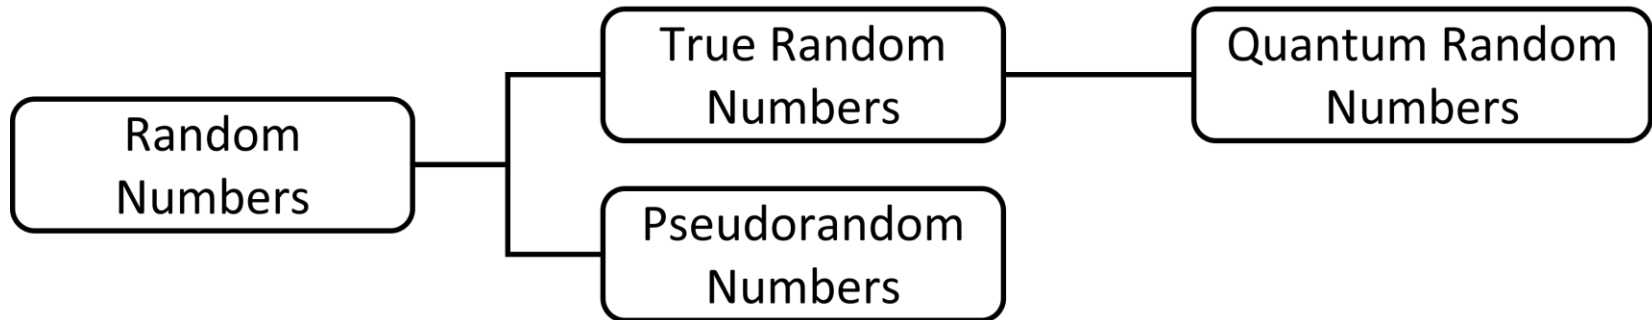 Random
Numbers
True Random
Numbers
Pseudorandom
Numbers
Quantum Random
Numbers